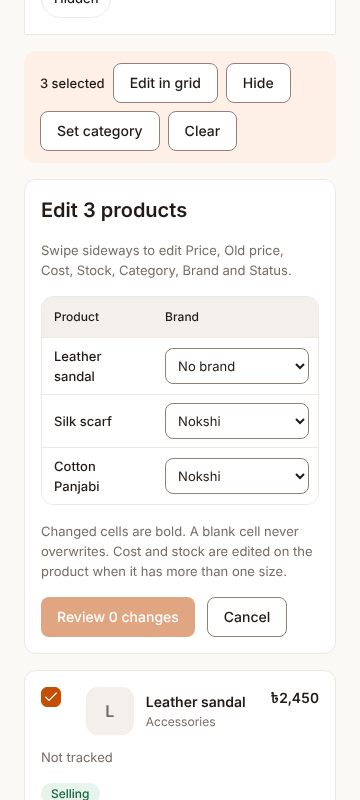 Hidden
3 selected
Edit in grid
Hide
Set category
Clear
Edit 3 products
Swipe sideways to edit Price, Old price,
Cost, Stock, Category, Brand and Status.
Product Brand
Leather
sandal
No brand
Silk scarf
Nokshi
Cotton
Panjabi
Nokshi
Changed cells are bold. A blank cell never
overwrites. Cost and stock are edited on the
product when it has more than one size.
Review 0 changes
Cancel
L
Leather sandal
৳2,450
Accessories
Not tracked
Selling